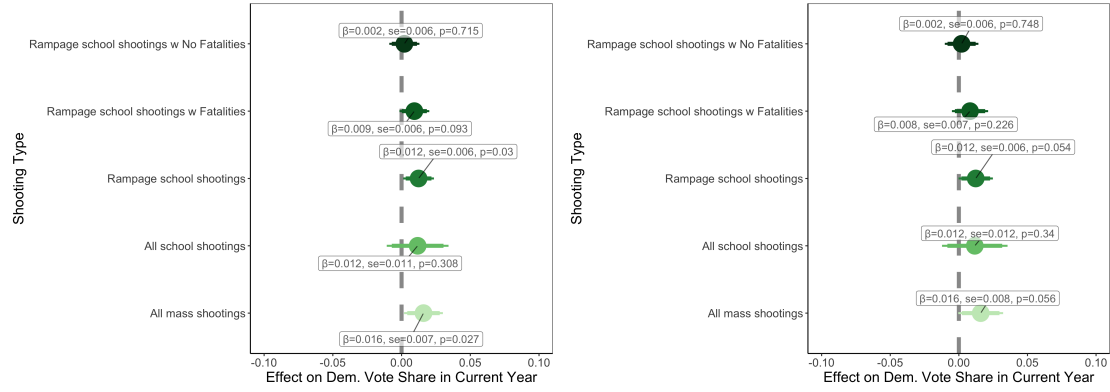 Shooting Type
Rampage school shootings w No Fatalities
β=0.002, se=0.006, p=0.715
Rampage school shootings w Fatalities
β=0.009, se=0.006, p=0.093
β=0.012, se=0.006, p=0.03
Rampage school shootings
All school shootings
β=0.012, se=0.011, p=0.308
All mass shootings
β=0.016, se=0.007, p=0.027
-0.10 -0.05 0.00 0.05 0.10
Effect on Dem. Vote Share in Current Year
Shooting Type
β=0.002, se=0.006, p=0.748
Rampage school shootings w No Fatalities
Rampage school shootings w Fatalities
β=0.008, se=0.007, p=0.226
β=0.012, se=0.006, p=0.054
Rampage school shootings
β=0.012, se=0.012, p=0.34
All school shootings
β=0.016, se=0.008, p=0.056
All mass shootings
-0.10 -0.05 0.00 0.05 0.10
Effect on Dem. Vote Share in Current Year